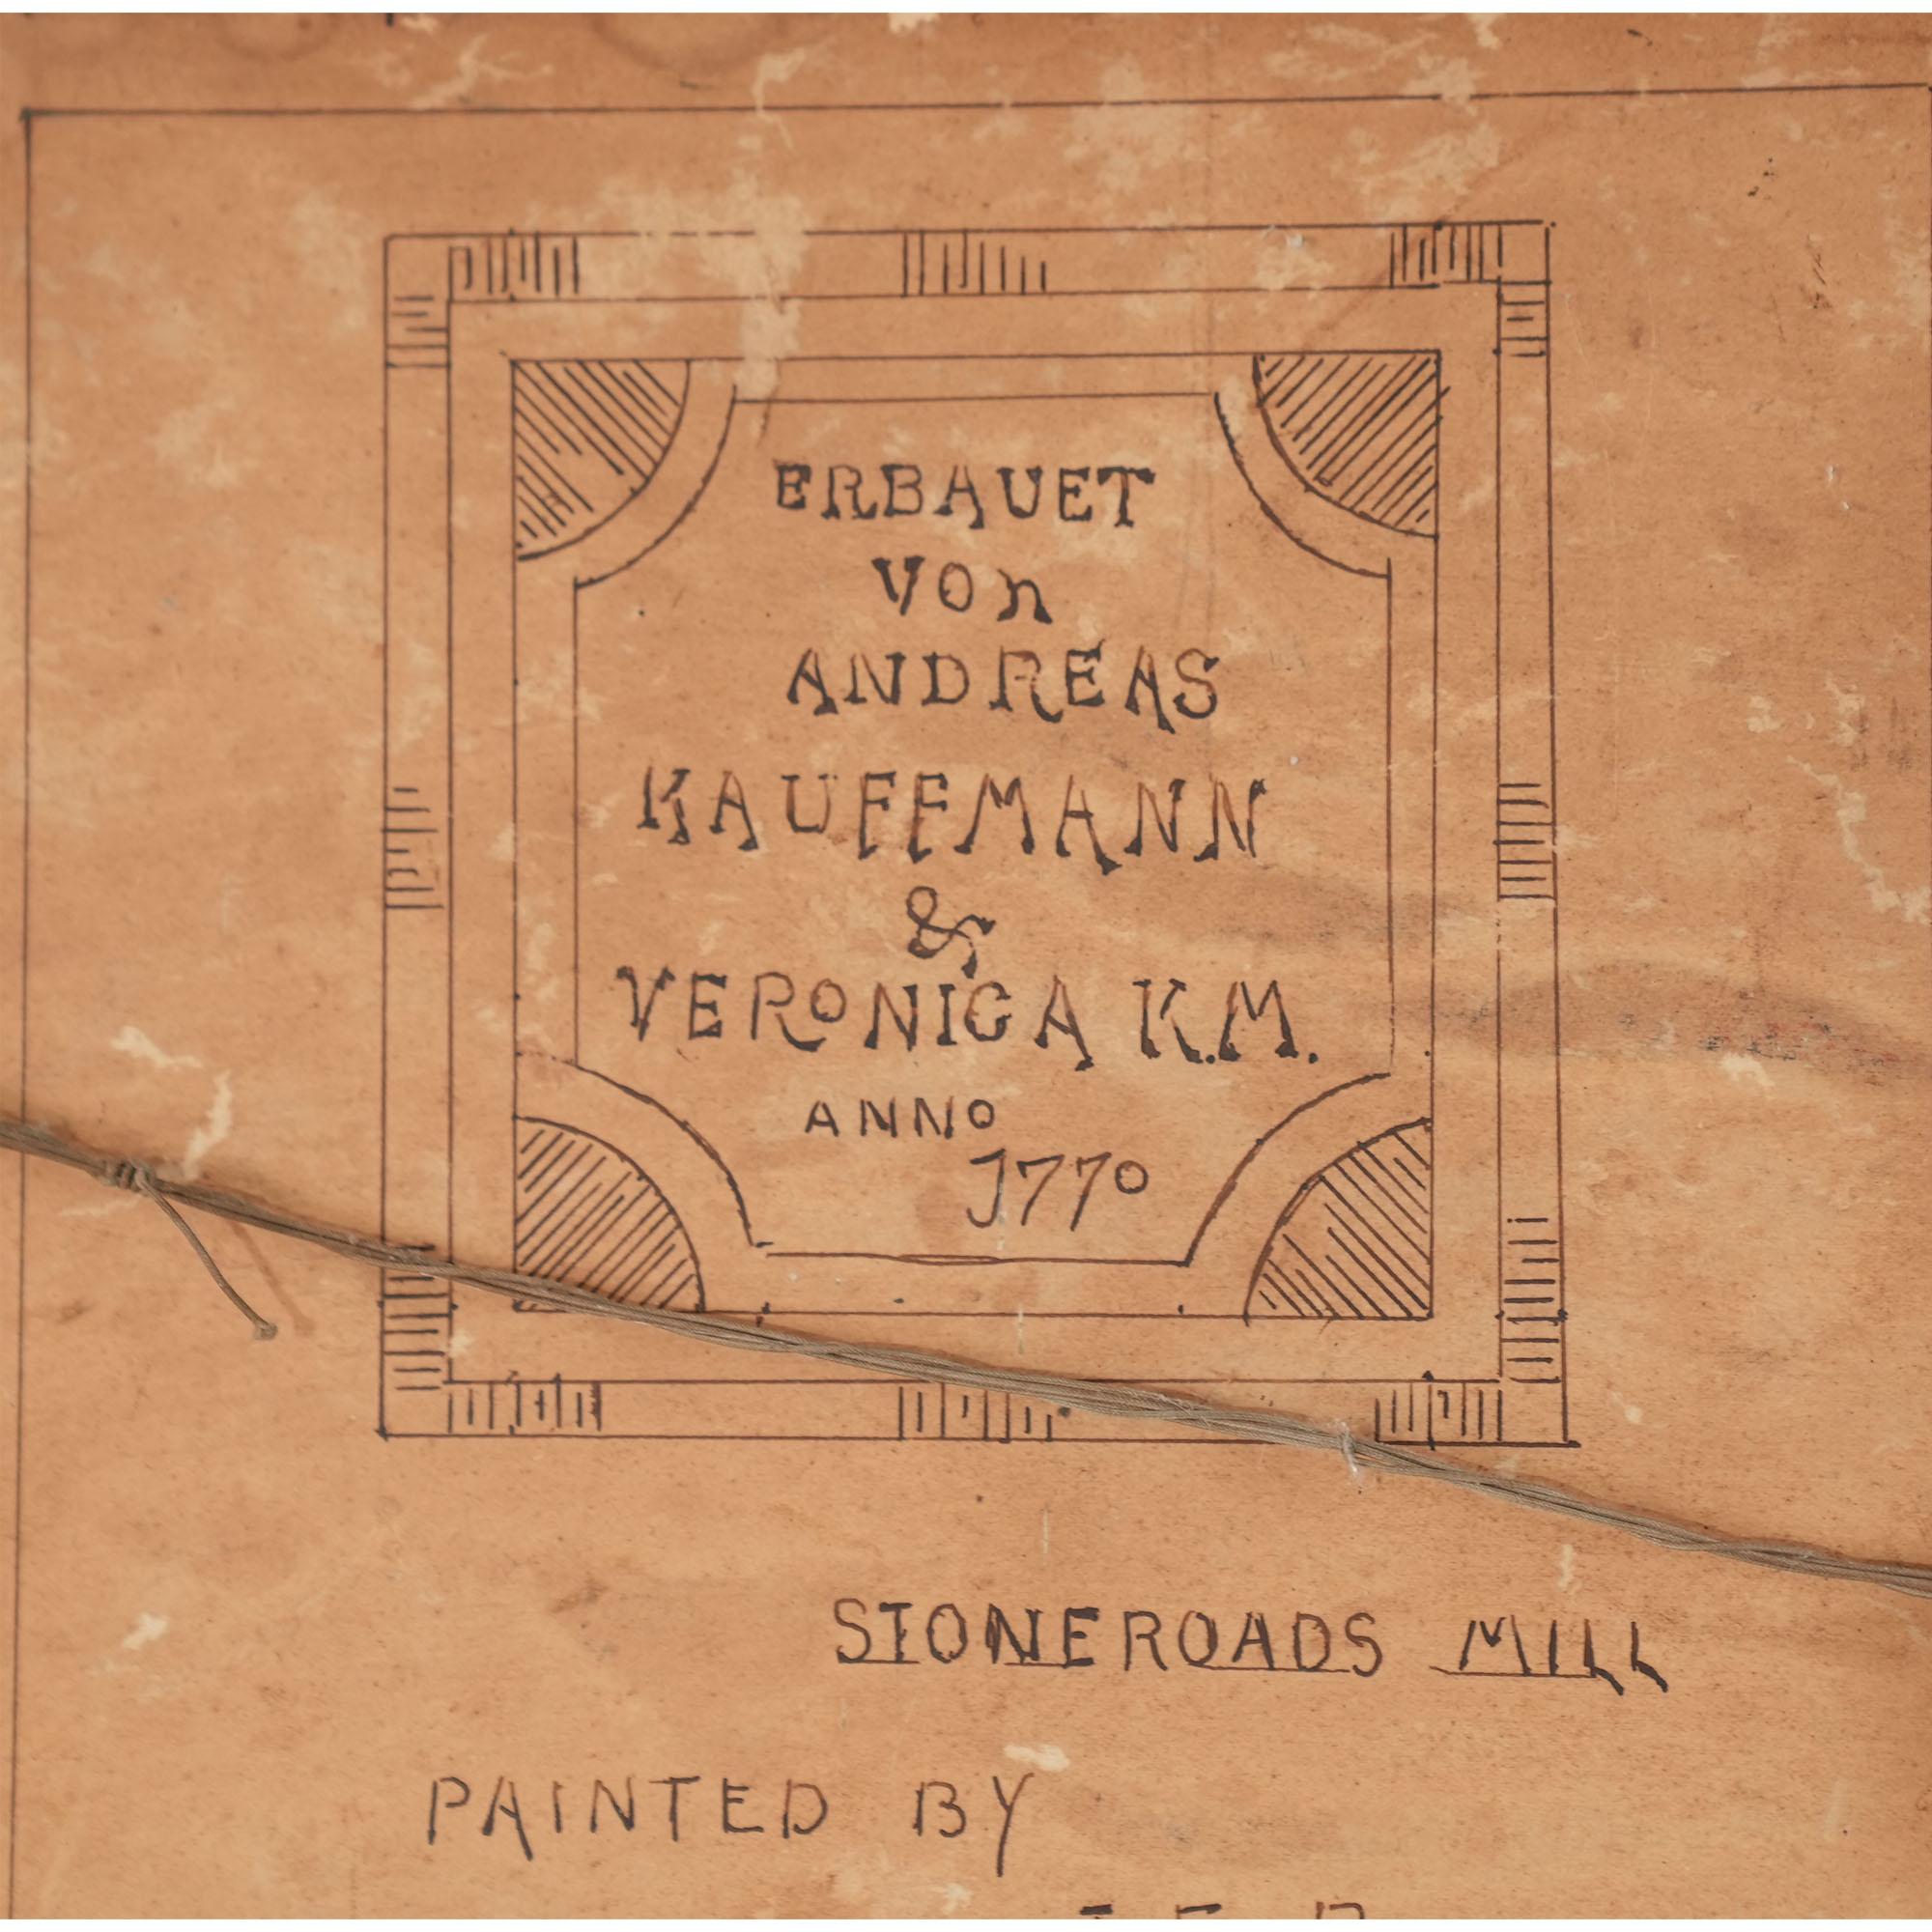 ERBAUET
Von
ANDREAS
KAUFFMANN
&
VERONICA K.M.
ANNO
1770
STONEROADS MILL
PAINTED BY